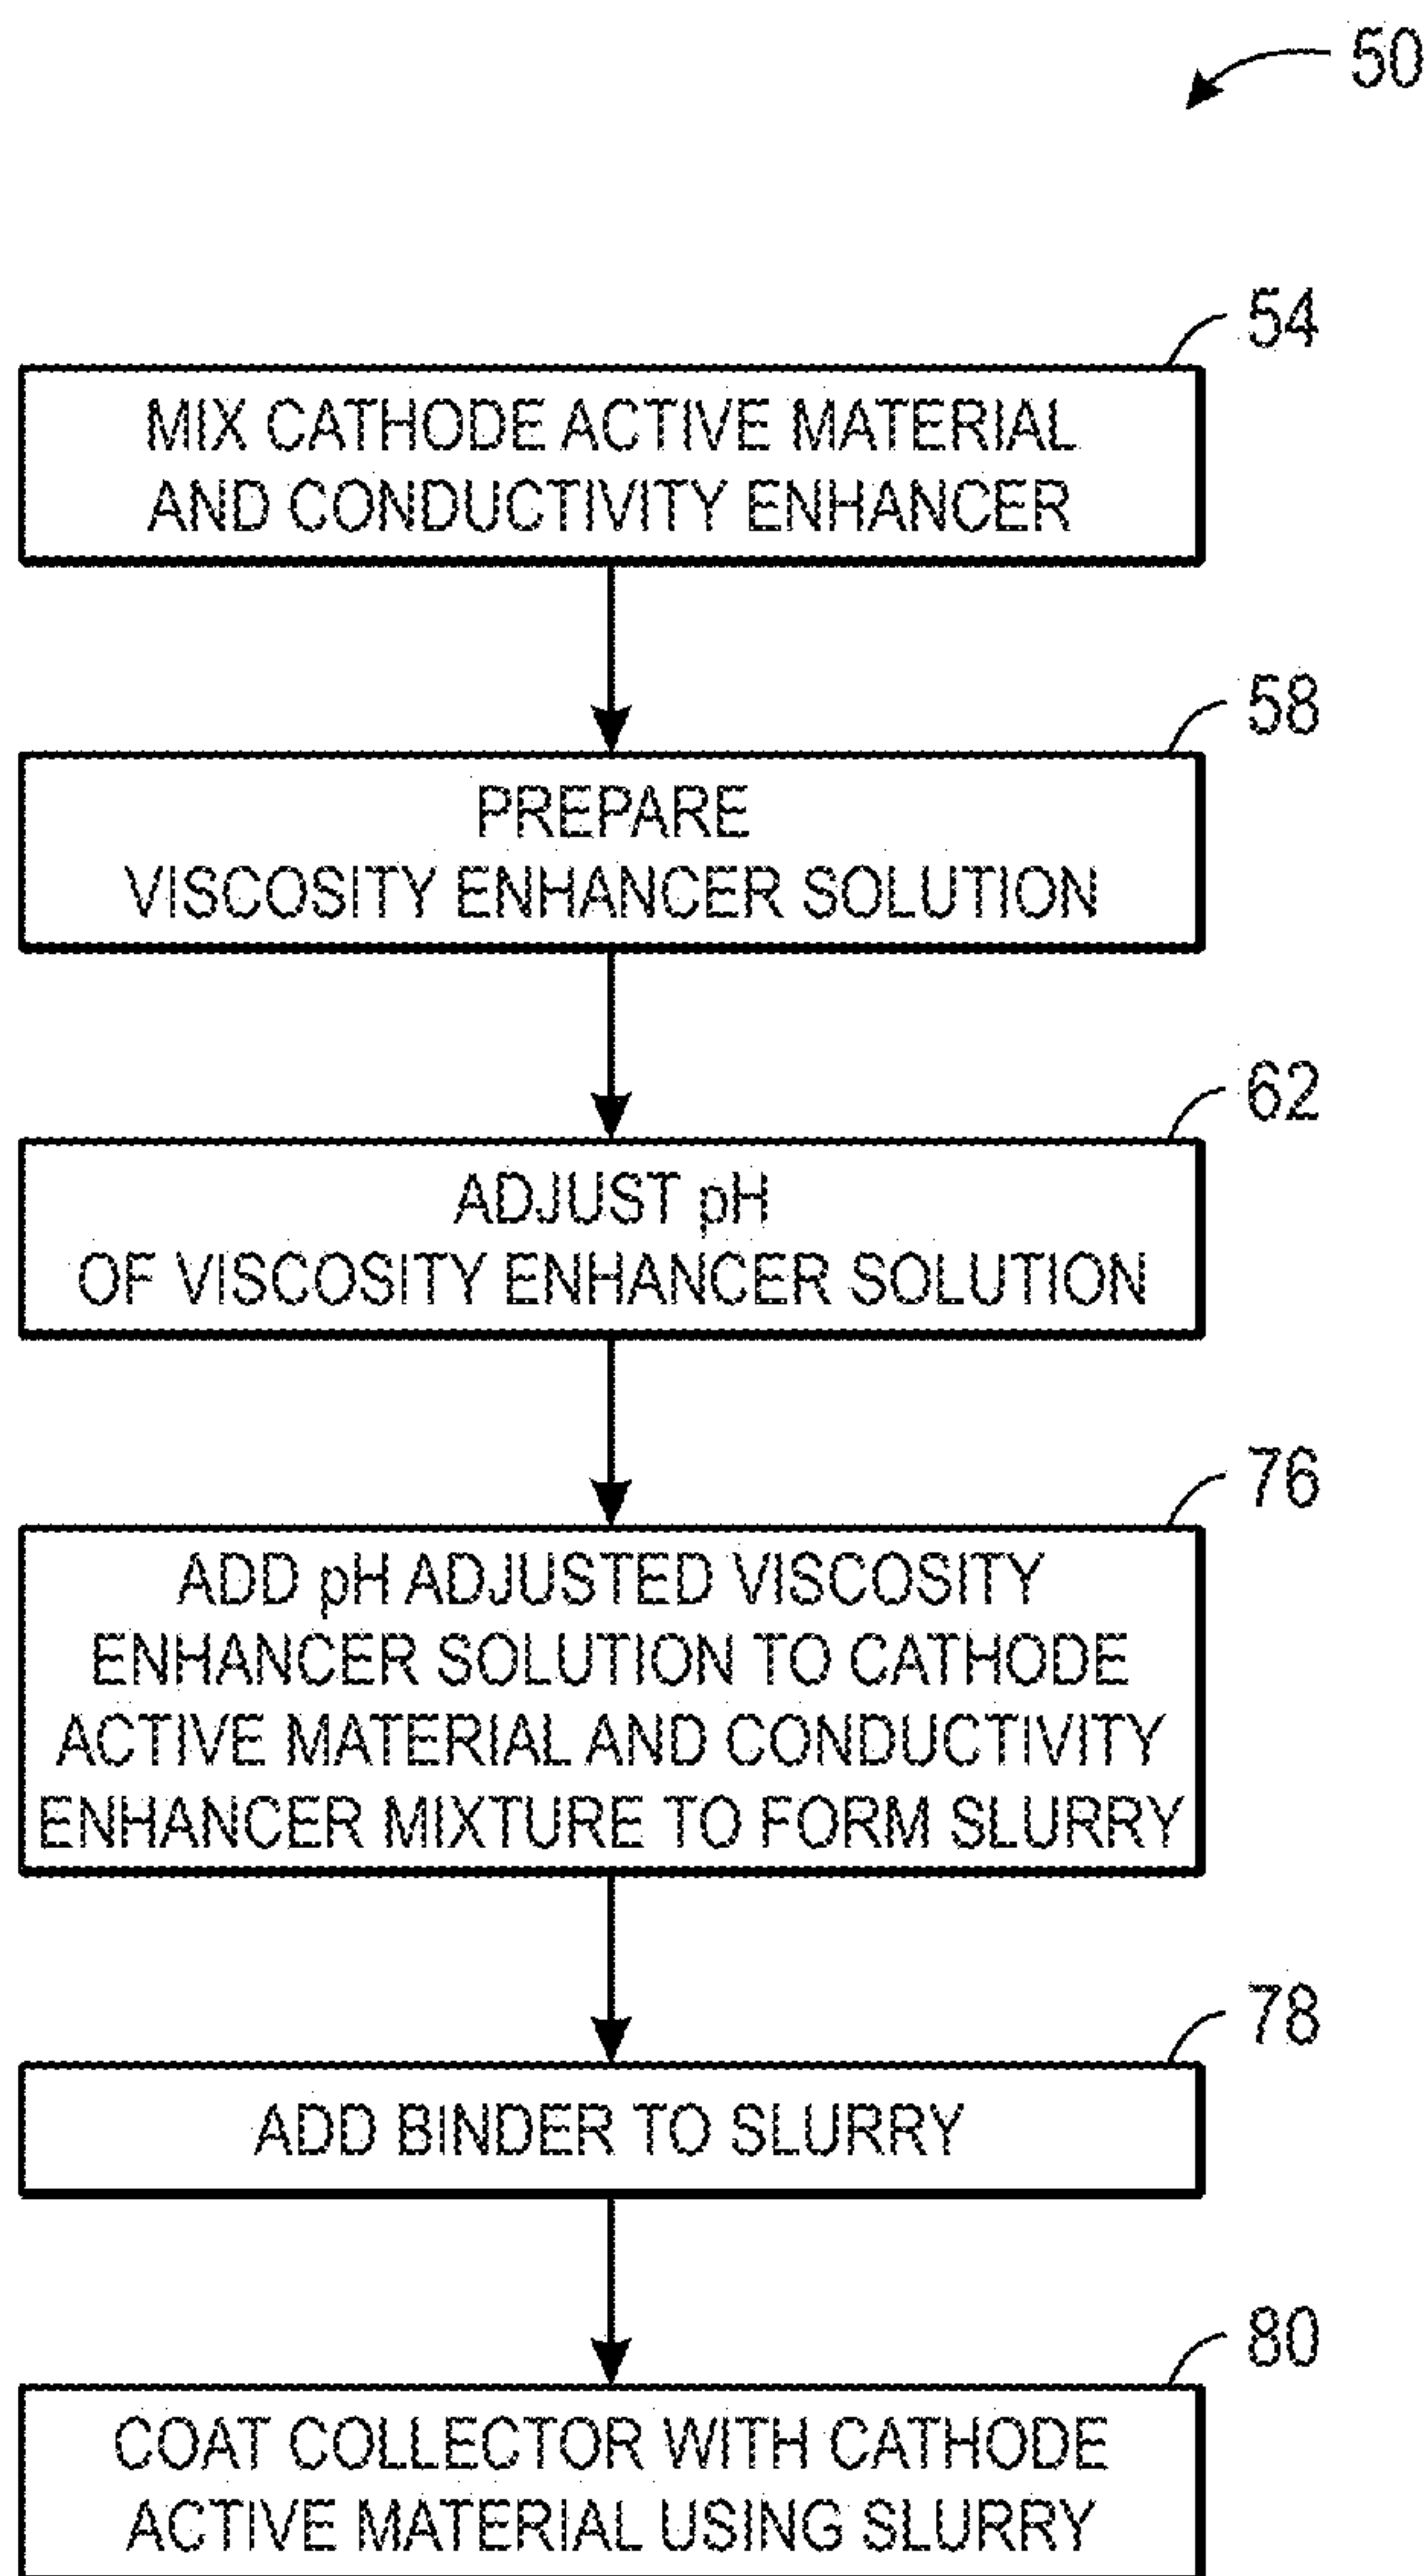 50
54
MIX CATHODE ACTIVE MATERIAL
AND CONDUCTIVITY ENHANCER
58
PREPARE
VISCOSITY ENHANCER SOLUTION
62
ADJUST pH
OF VISCOSITY ENHANCER SOLUTION
76
ADD pH ADJUSTED VISCOSITY
ENHANCER SOLUTION TO CATHODE
ACTIVE MATERIAL AND CONDUCTIVITY
ENHANCER MIXTURE TO FORM SLURRY
78
ADD BINDER TO SLURRY
80
COAT COLLECTOR WITH CATHODE
ACTIVE MATERIAL USING SLURRY